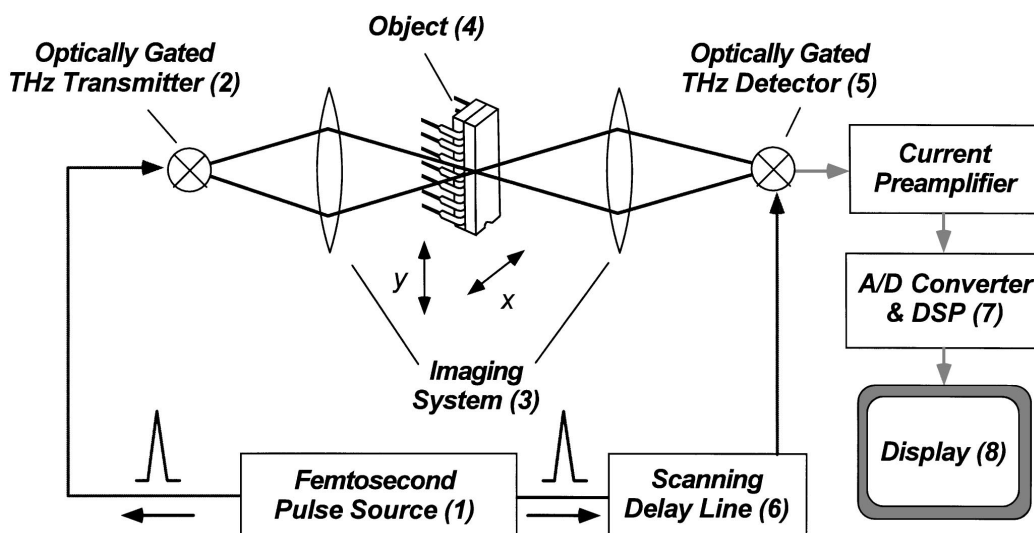 Object (4)
Optically Gated
THz Transmitter (2)
Optically Gated
THz Detector (5)
Current
Preamplifier
y
x
A/D Converter
& DSP (7)
Imaging
System (3)
Display (8)
Femtosecond
Pulse Source (1)
Scanning
Delay Line (6)